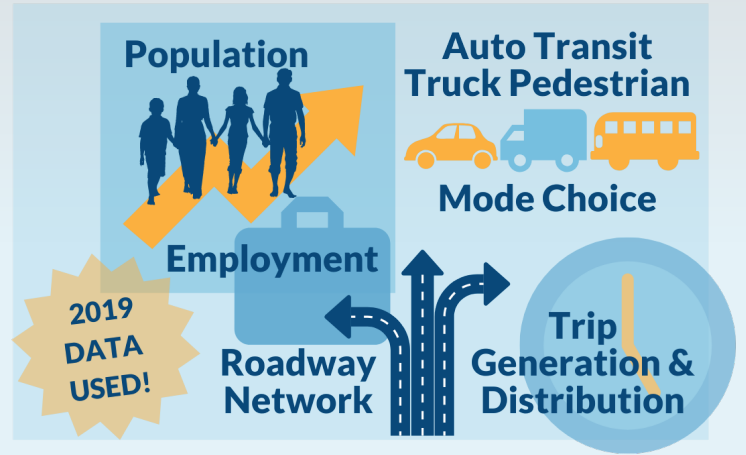 Population
Auto Transit
Truck Pedestrian
Mode Choice
Employment
2019
DATA
USED!
Roadway
Network
Trip
Generation &
Distribution